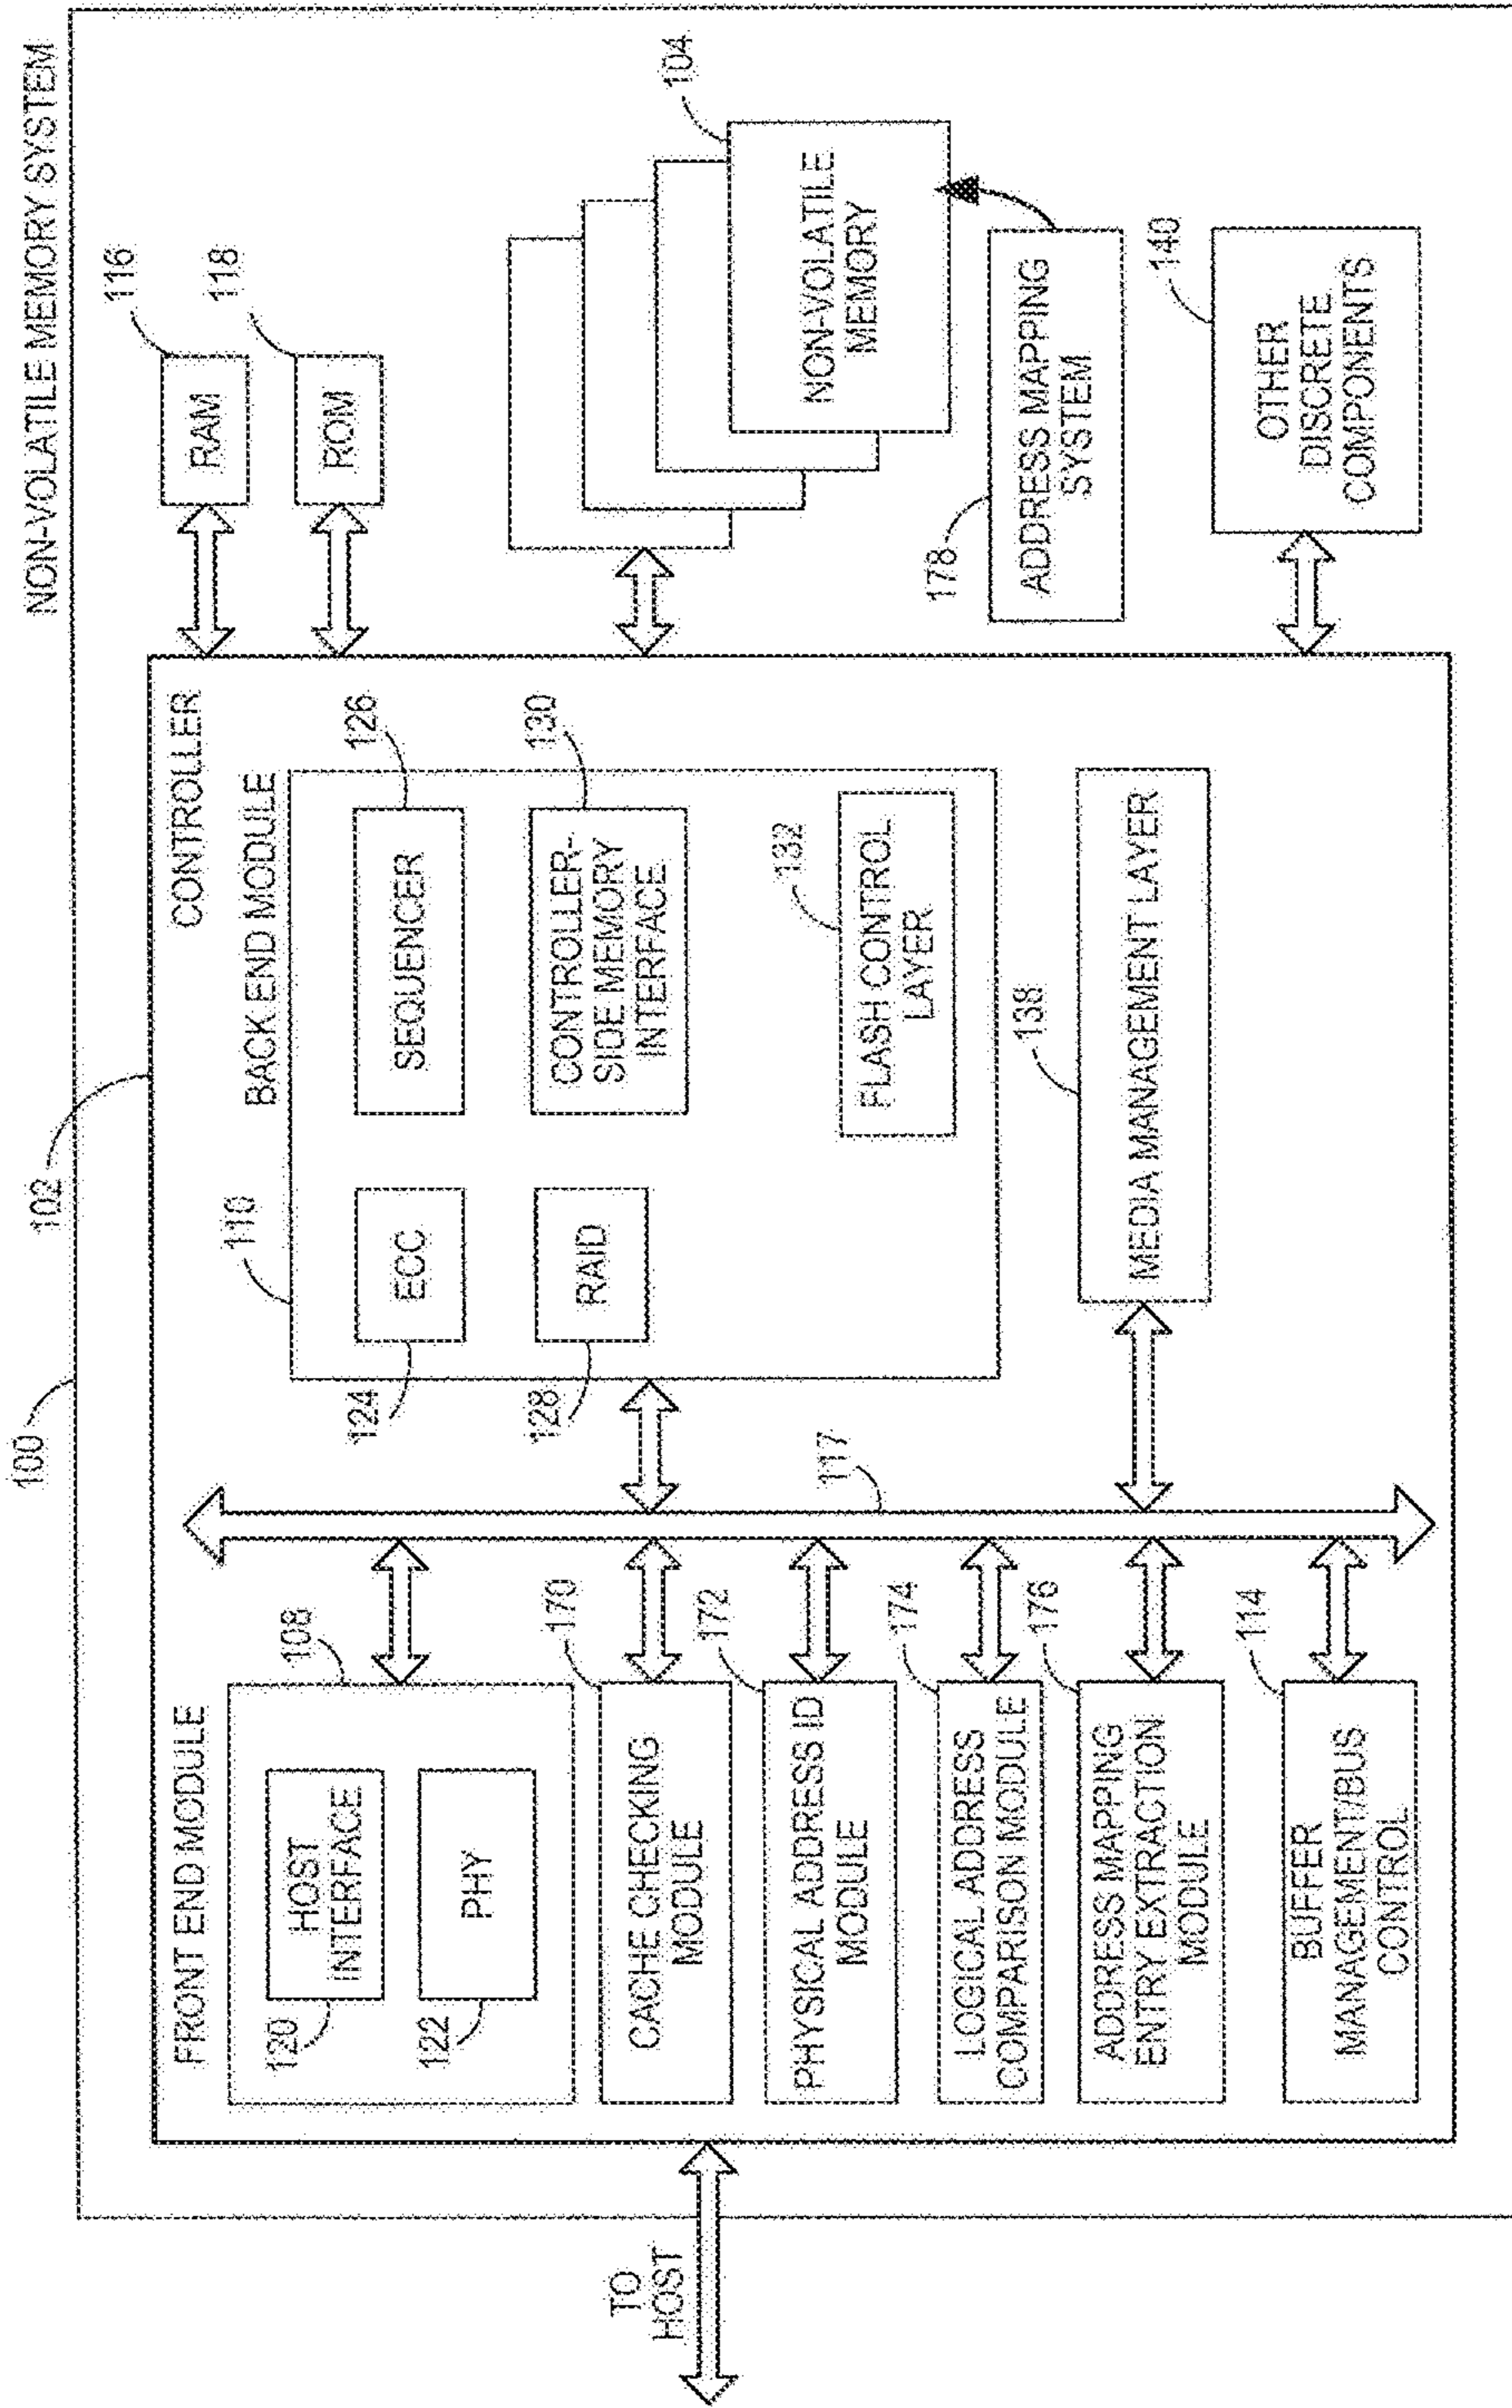 NON-VOLATILE MEMORY SYSTEM
100
102
CONTROLLER
FRONT END MODULE
108
HOST
INTERFACE
120
PHY
122
CACHE CHECKING
MODULE
170
PHYSICAL ADDRESS ID
MODULE
172
LOGICAL ADDRESS
COMPARISON MODULE
174
ADDRESS MAPPING
ENTRY EXTRACTION
MODULE
176
BUFFER
MANAGEMENT/BUS
CONTROL
114
117
BACK END MODULE
110
ECC
124
SEQUENCER
126
RAID
128
CONTROLLER-
SIDE MEMORY
INTERFACE
130
FLASH CONTROL
LAYER
132
MEDIA MANAGEMENT LAYER
138
RAM
116
ROM
118
NON-VOLATILE
MEMORY
104
ADDRESS MAPPING
SYSTEM
178
OTHER
DISCRETE
COMPONENTS
140
TO
HOST